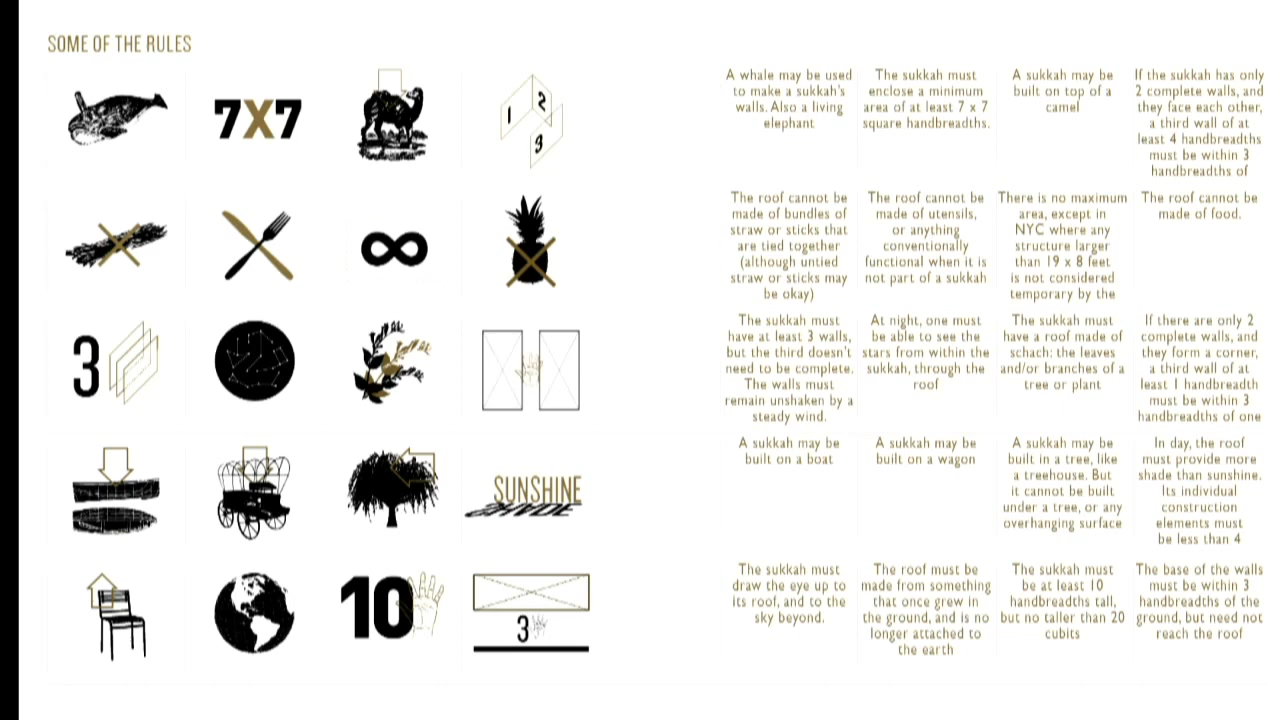 SOME OF THE RULES
7X7
1
2
3
3
SUNSHINE
SHADE
10
3
A whale may be used
to make a sukkah's
walls. Also a living
elephant
The sukkah must
enclose a minimum
area of at least 7 x 7
square handbreadths.
A sukkah may be
built on top of a
camel
If the sukkah has only
2 complete walls, and
they face each other,
a third wall of at
least 4 handbreadths
must be within 3
handbreadths of
The roof cannot be
made of bundles of
straw or sticks that
are tied together
(although untied
straw or sticks may
be okay)
The roof cannot be
made of utensils,
or anything
conventionally
functional when it is
not part of a sukkah
There is no maximum
area, except in
NYC where any
structure larger
than 19 x 8 feet
is not considered
temporary by the
The roof cannot be
made of food.
The sukkah must
have at least 3 walls,
but the third doesn't
need to be complete.
The walls must
remain unshaken by a
steady wind.
At night, one must
be able to see the
stars from within the
sukkah, through the
roof
The sukkah must
have a roof made of
schach: the leaves
and/or branches of a
tree or plant
If there are only 2
complete walls, and
they form a corner,
a third wall of at
least 1 handbreadth
must be within 3
handbreadths of one
A sukkah may be
built on a boat
A sukkah may be
built on a wagon
A sukkah may be
built in a tree, like
a treehouse. But
it cannot be built
under a tree, or any
overhanging surface
In day, the roof
must provide more
shade than sunshine.
Its individual
construction
elements must
be less than 4
The sukkah must
draw the eye up to
its roof, and to the
sky beyond.
The roof must be
made from something
that once grew in
the ground, and is no
longer attached to
the earth
The sukkah must
be at least 10
handbreadths tall,
but no taller than 20
cubits
The base of the walls
must be within 3
handbreadths of the
ground, but need not
reach the roof